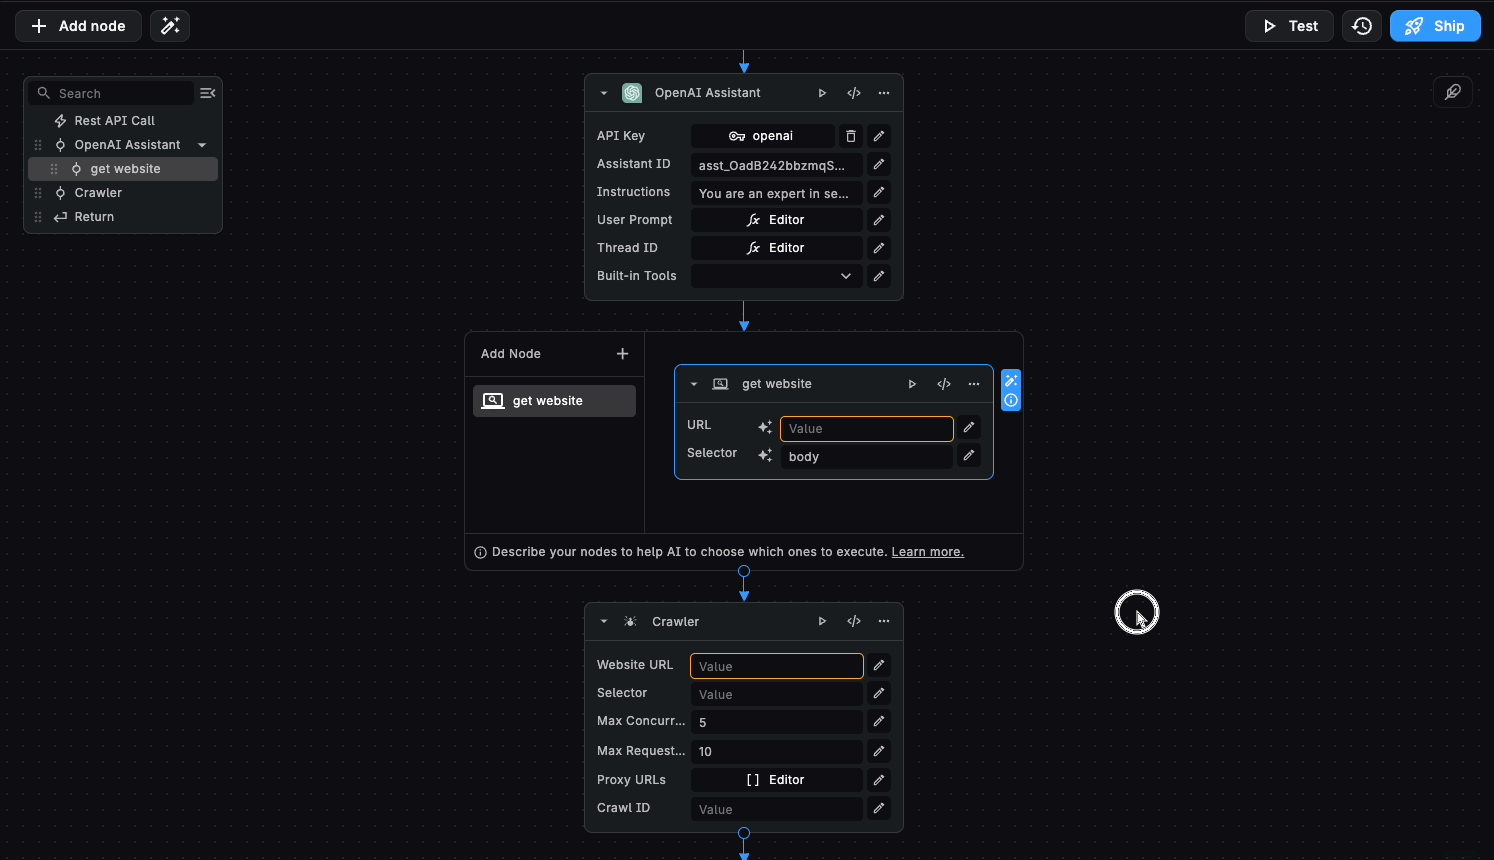 Add node
Test
Ship
Search
Rest API Call
OpenAI Assistant
get website
Crawler
Return
OpenAI Assistant
API Key openai
Assistant ID asst_OadB242bbzmqS...
Instructions You are an expert in se...
User Prompt Editor
Thread ID Editor
Built-in Tools
Add Node
get website
get website
URL Value
Selector body
Describe your nodes to help AI to choose which ones to execute. Learn more.
Crawler
Website URL Value
Selector Value
Max Concurr... 5
Max Request... 10
Proxy URLs [ ] Editor
Crawl ID Value